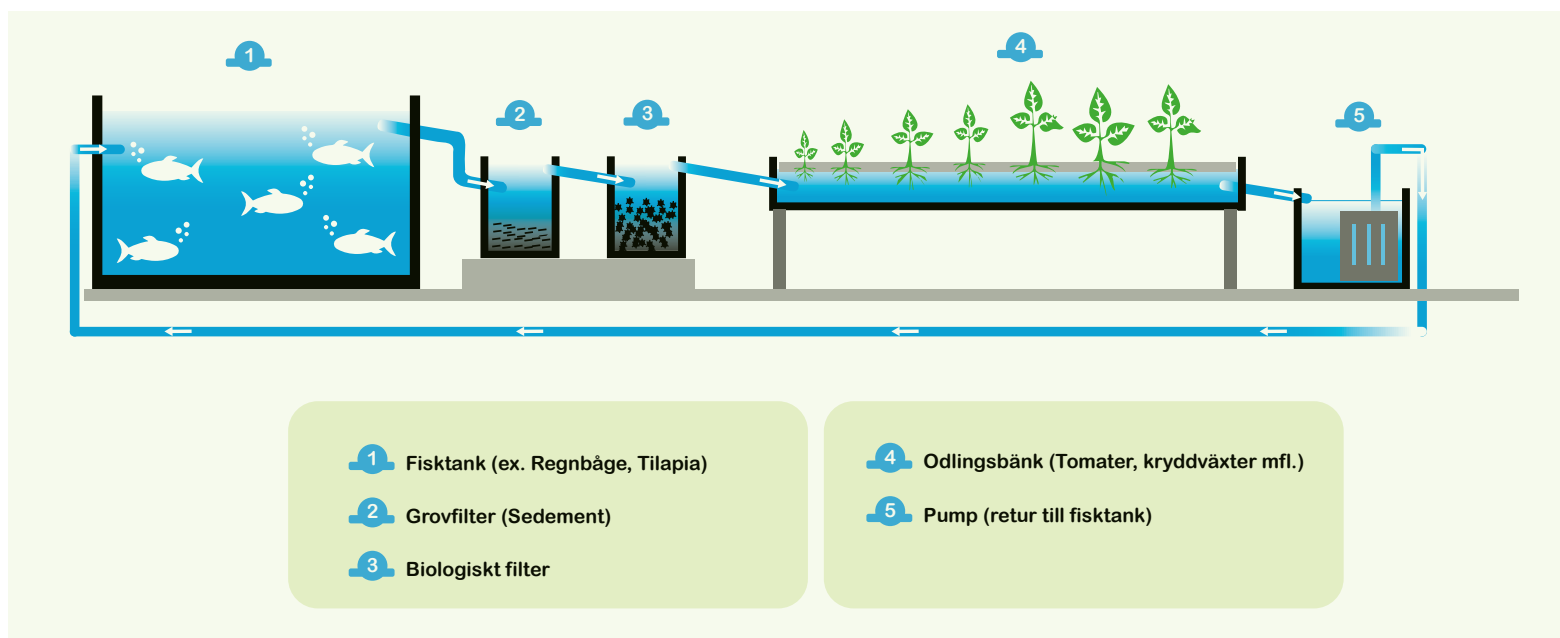 1
4
2
3
5
1 Fisktank (ex. Regnbåge, Tilapia)
2 Grovfilter (Sedement)
3 Biologiskt filter
4 Odlingsbänk (Tomater, kryddväxter mfl.)
5 Pump (retur till fisktank)